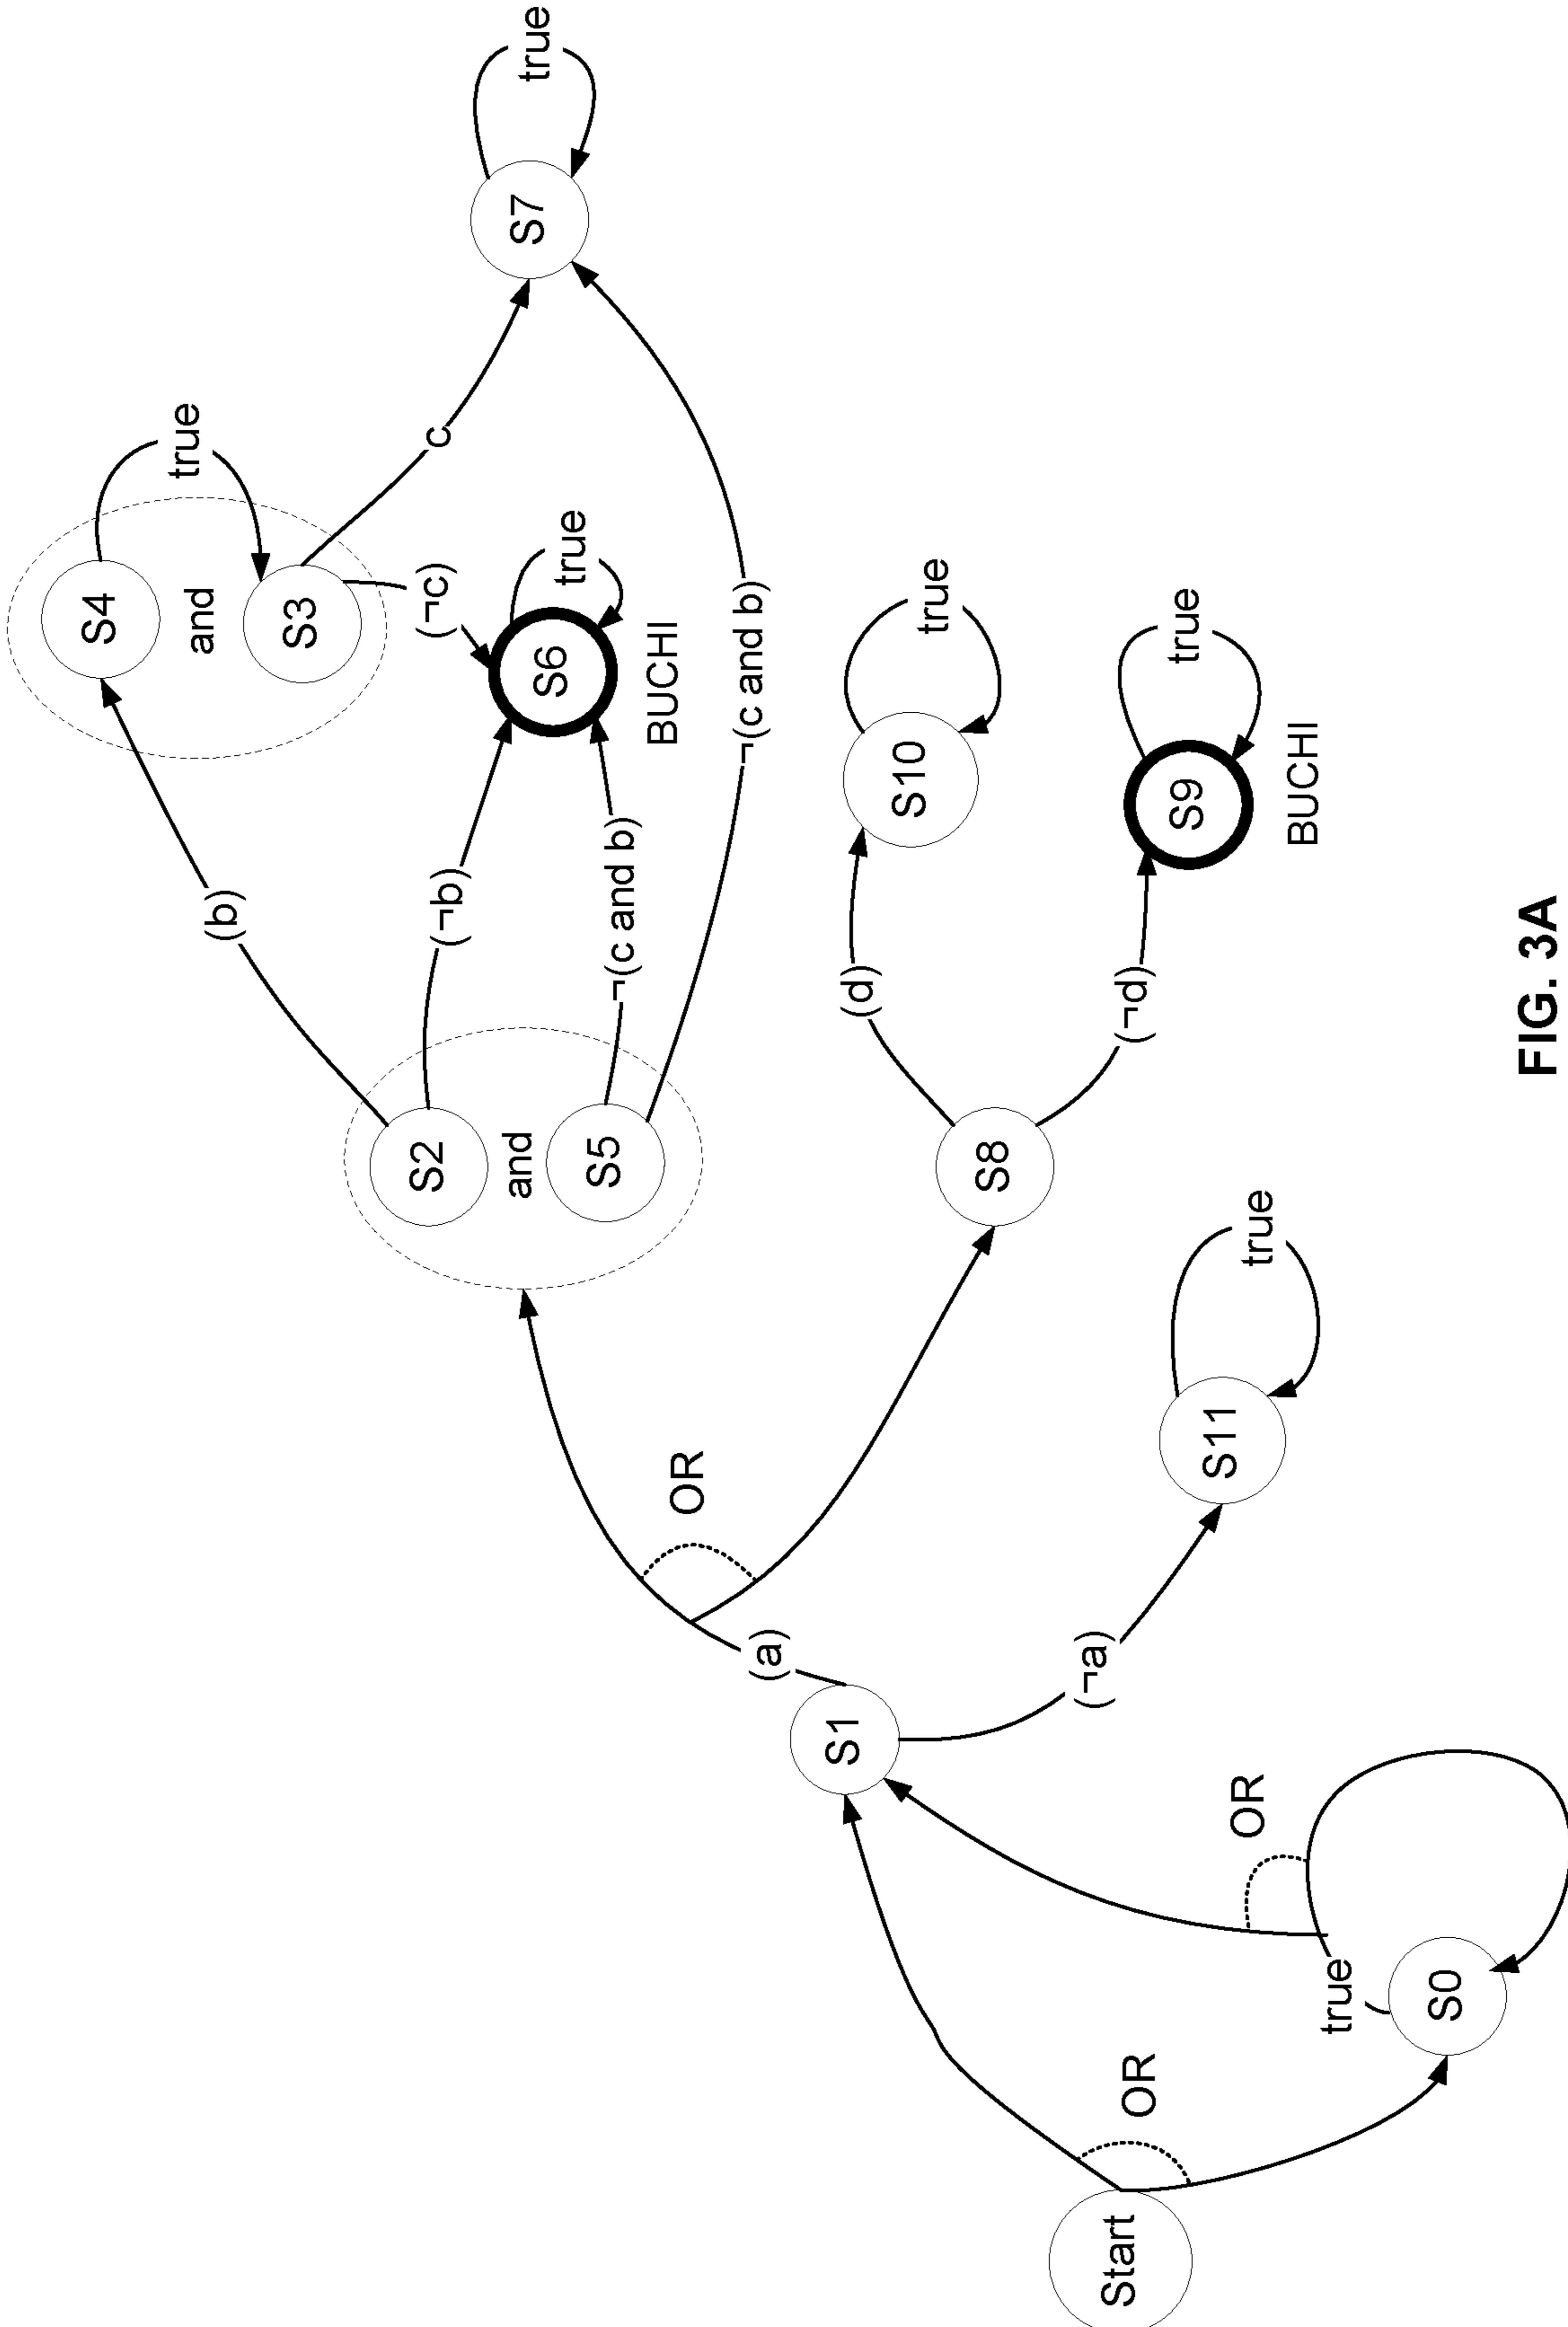 Start
OR
S0
true
OR
S1
(a)
(¬a)
OR
S11
true
S2
and
S5
S8
(b)
(¬b)
¬(c and b)
¬(c and b)
(d)
(¬d)
S4
and
S3
true
(¬c)
c
S6
true
BUCHI
S7
true
S10
true
S9
true
BUCHI
FIG. 3A